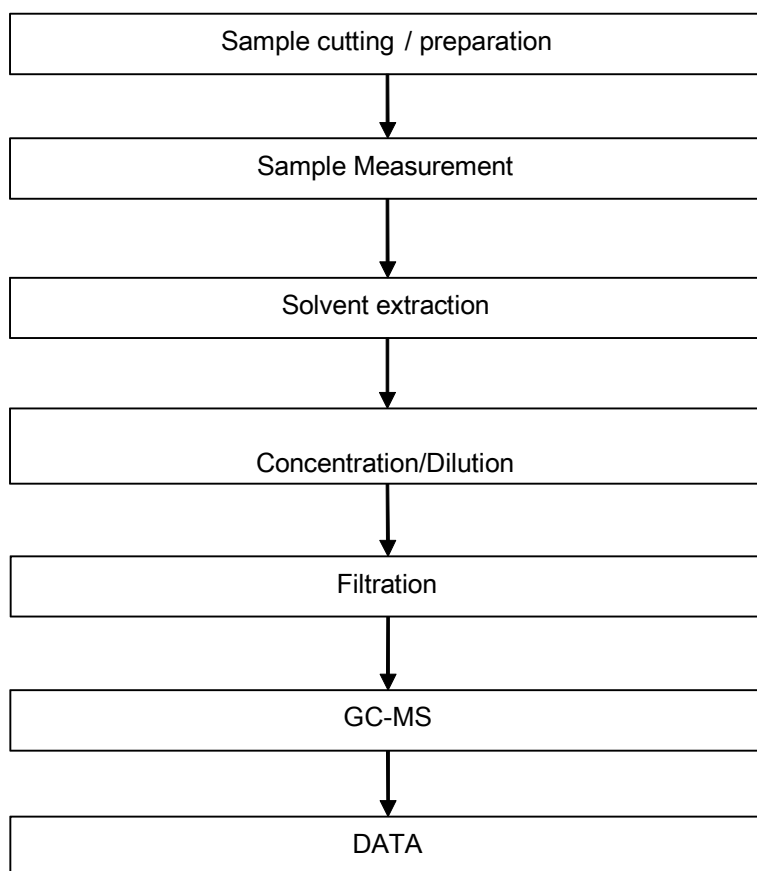 Sample cutting / preparation
Sample Measurement
Solvent extraction
Concentration/Dilution
Filtration
GC-MS
DATA